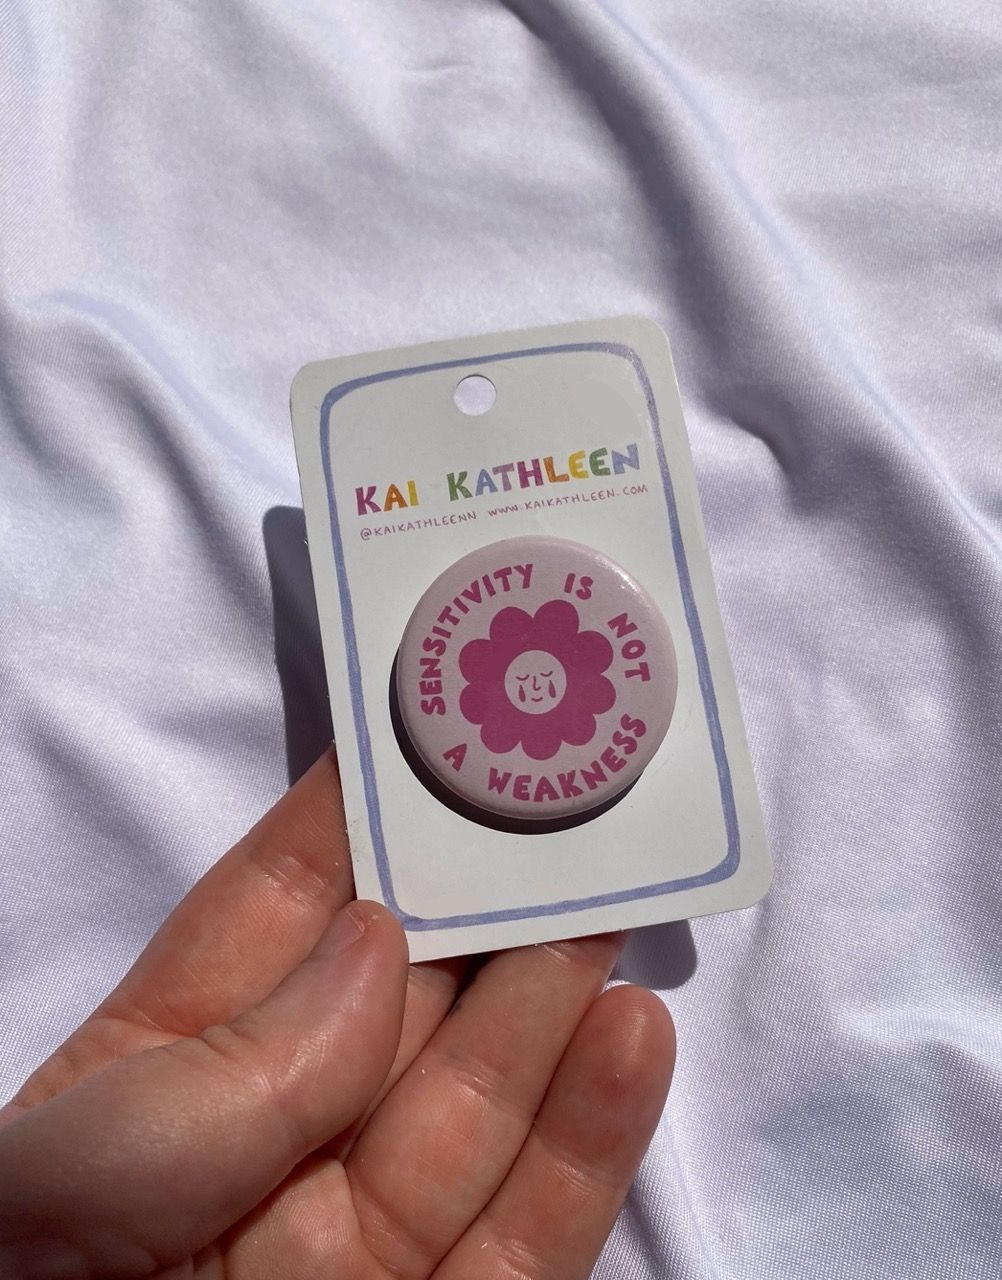 KAI KATHLEEN
@KAIKATHLEENN www.KAIKATHLEEN.COM
SENSITIVITY IS NOT
A WEAKNESS